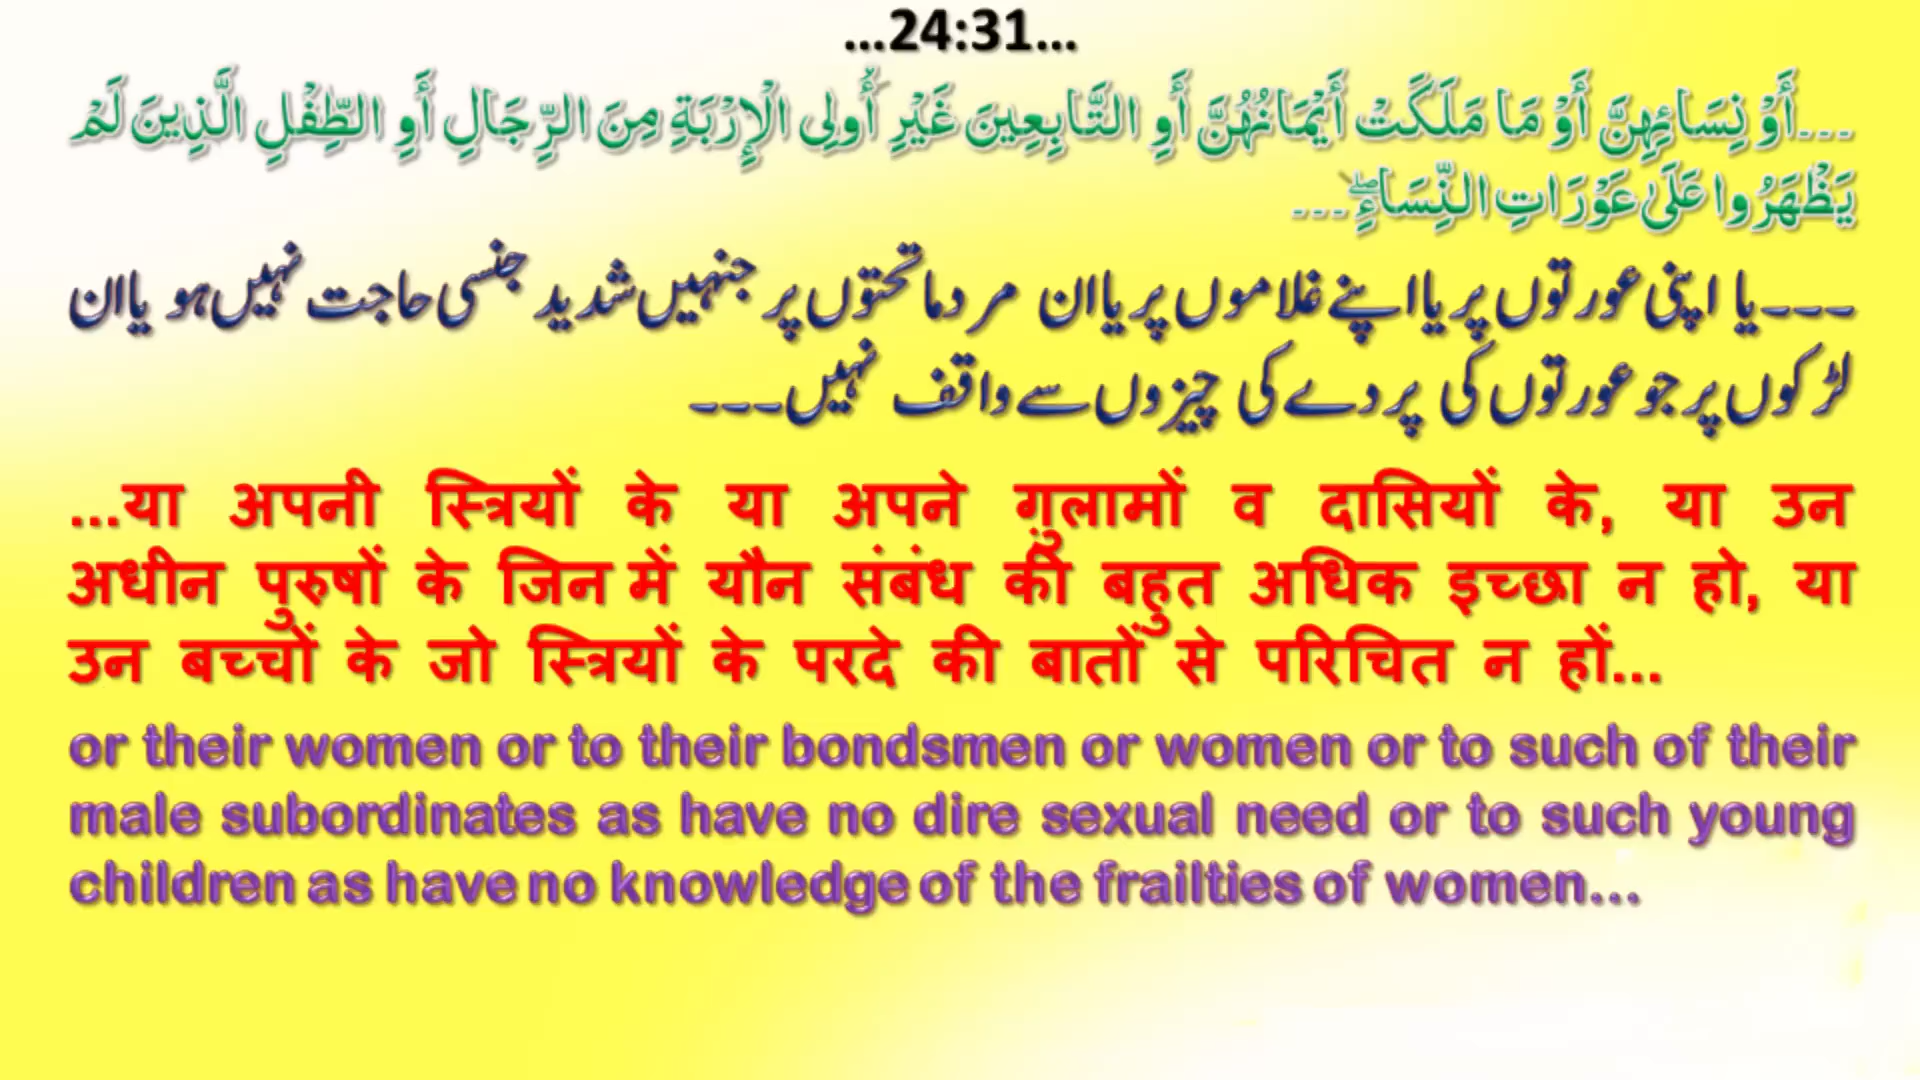 ...24:31...
...أَوْ نِسَائِهِنَّ أَوْ مَا مَلَكَتْ أَيْمَانُهُنَّ أَوِ التَّابِعِينَ غَيْرِ أُولِي الْإِرْبَةِ مِنَ الرِّجَالِ أَوِ الطِّفْلِ الَّذِينَ لَمْ
يَظْهَرُوا عَلَىٰ عَوْرَاتِ النِّسَاءِ ۖ...
۔۔۔یا اپنی عورتوں پر یا اپنے غلاموں پر یا ان مرد ماتحتوں پر جنہیں شدید جنسی حاجت نہیں ہو یا ان
لڑکوں پر جو عورتوں کی پردے کی چیزوں سے واقف نہیں۔۔۔
...या अपनी स्त्रियों के या अपने ग़ुलामों व दासियों के, या उन
अधीन पुरुषों के जिन में यौन संबंध की बहुत अधिक इच्छा न हो, या
उन बच्चों के जो स्त्रियों के परदे की बातों से परिचित न हों...
or their women or to their bondsmen or women or to such of their
male subordinates as have no dire sexual need or to such young
children as have no knowledge of the frailties of women...